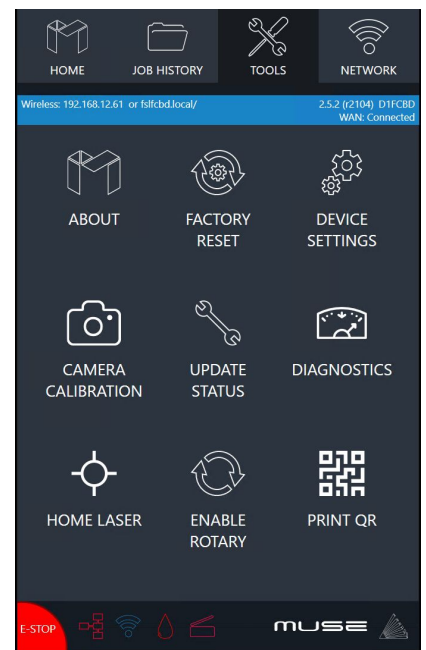 HOME JOB HISTORY TOOLS NETWORK
Wireless: 192.168.12.61 or fslfcbd.local/ 2.5.2 (r2104) D1FCBD
WAN: Connected
ABOUT FACTORY DEVICE
RESET SETTINGS
CAMERA UPDATE DIAGNOSTICS
CALIBRATION STATUS
HOME LASER ENABLE PRINT QR
ROTARY
E-STOP muse